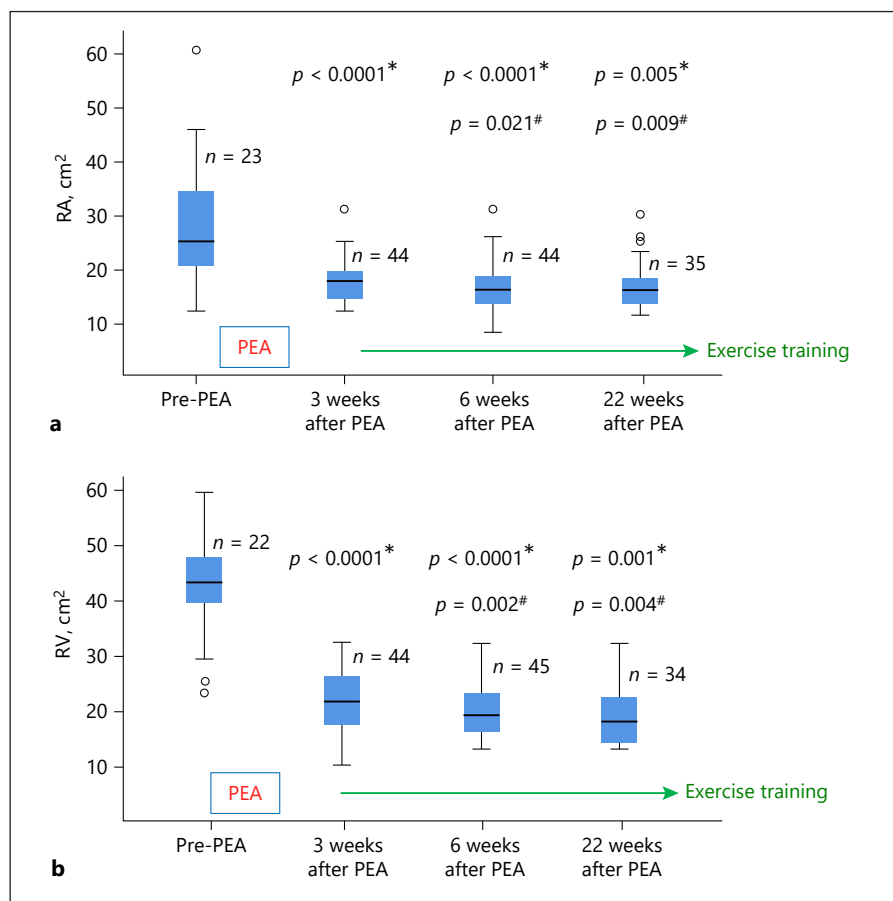 60
50
40
30
20
10
RA, cm²
p < 0.0001*
p < 0.0001*
p = 0.005*
p = 0.021#
p = 0.009#
n = 23
n = 44
n = 44
n = 35
PEA
Exercise training
Pre-PEA
3 weeks
after PEA
6 weeks
after PEA
22 weeks
after PEA
a
60
50
40
30
20
10
RV, cm²
n = 22
p < 0.0001*
p < 0.0001*
p = 0.001*
p = 0.002#
p = 0.004#
n = 44
n = 45
n = 34
PEA
Exercise training
Pre-PEA
3 weeks
after PEA
6 weeks
after PEA
22 weeks
after PEA
b